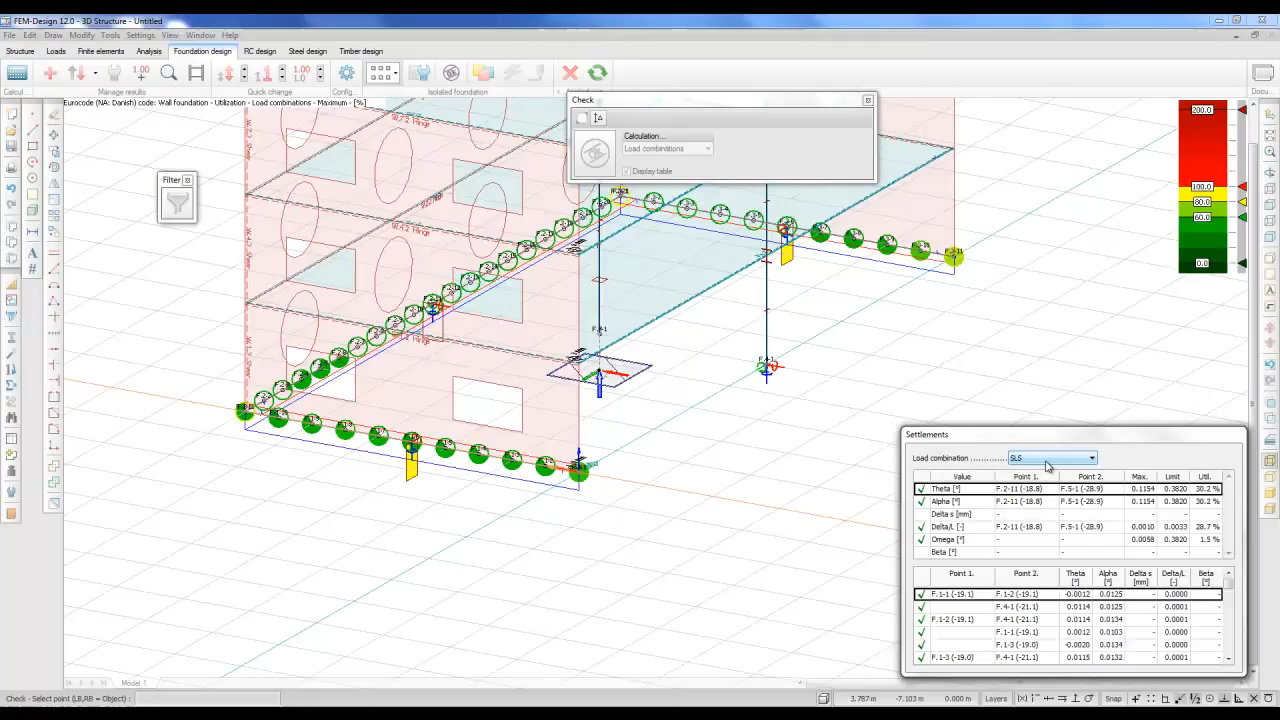 FEM-Design 12.0 - 3D Structure - Untitled
File Edit Draw Modify Tools Settings View Window Help
Structure Loads Finite elements Analysis Foundation design RC design Steel design Timber design
1.00
1.00
1.0
Calcul... Manage results Quick change Config... Isolated foundation Docu...
Eurocode (NA: Danish) code: Wall foundation - Utilization - Load combinations - Maximum - [%]
Check
Calculation...
Load combinations
Display table
Filter
200.0
100.0
80.0
60.0
0.0
Settlements
Load combination .............. SLS
Value Point 1. Point 2. Max. Limit Util.
Theta [°] F.2-11 (-18.8) F.5-1 (-28.9) 0.1154 0.3820 30.2 %
Alpha [°] F.2-11 (-18.8) F.5-1 (-28.9) 0.1154 0.3820 30.2 %
Delta s [mm] - - - - -
Delta/L [-] F.2-11 (-18.8) F.5-1 (-28.9) 0.0010 0.0033 28.7 %
Omega [°] - - 0.0058 0.3820 1.5 %
Beta [°] - - - - -
Point 1. Point 2. Theta [°] Alpha [°] Delta s [mm] Delta/L [-] Beta [°]
F.1-1 (-19.1) F.1-2 (-19.1) -0.0012 0.0125 - 0.0000 -
F.4-1 (-21.1) 0.0114 0.0125 - 0.0001 -
F.1-2 (-19.1) F.4-1 (-21.1) 0.0114 0.0134 - 0.0001 -
F.1-1 (-19.1) 0.0012 0.0103 - 0.0000 -
F.1-3 (-19.0) -0.0020 0.0134 - 0.0000 -
F.1-3 (-19.0) F.4-1 (-21.1) 0.0115 0.0132 - 0.0001 -
Model 1
Check - Select point (LB,RB = Object) :
3.787 m -7.103 m 0.000 m Layers Snap